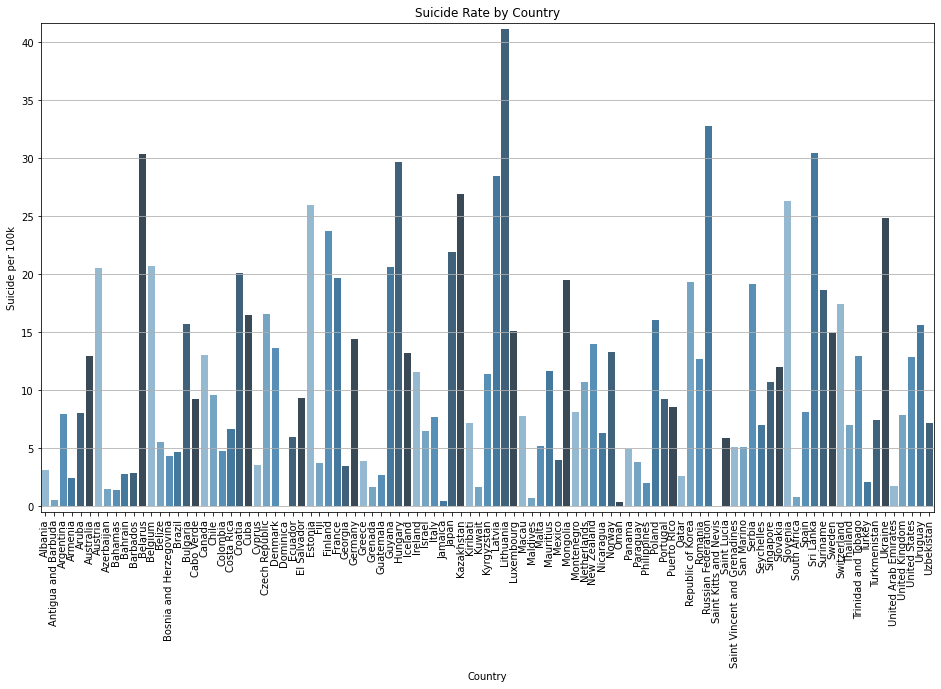 Suicide Rate by Country
Suicide per 100k
40
35
30
25
20
15
10
5
0
Albania
Antigua and Barbuda
Argentina
Armenia
Aruba
Australia
Austria
Azerbaijan
Bahamas
Bahrain
Barbados
Belarus
Belgium
Belize
Bosnia and Herzegovina
Brazil
Bulgaria
Cabo Verde
Canada
Chile
Colombia
Costa Rica
Croatia
Cuba
Cyprus
Czech Republic
Denmark
Dominica
Ecuador
El Salvador
Estonia
Fiji
Finland
France
Georgia
Germany
Greece
Grenada
Guatemala
Guyana
Hungary
Iceland
Ireland
Israel
Italy
Jamaica
Japan
Kazakhstan
Kiribati
Kuwait
Kyrgyzstan
Latvia
Lithuania
Luxembourg
Macau
Maldives
Malta
Mauritius
Mexico
Mongolia
Montenegro
Netherlands
New Zealand
Nicaragua
Norway
Oman
Panama
Paraguay
Philippines
Poland
Portugal
Puerto Rico
Qatar
Republic of Korea
Romania
Russian Federation
Saint Kitts and Nevis
Saint Lucia
Saint Vincent and Grenadines
San Marino
Serbia
Seychelles
Singapore
Slovakia
Slovenia
South Africa
Spain
Sri Lanka
Suriname
Sweden
Switzerland
Thailand
Trinidad and Tobago
Turkey
Turkmenistan
Ukraine
United Arab Emirates
United Kingdom
United States
Uruguay
Uzbekistan
Country